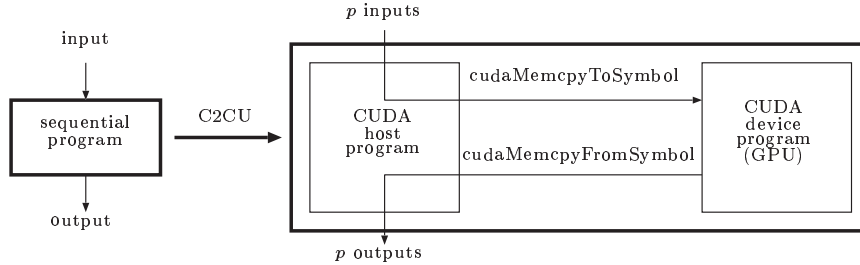 input
sequential
program
output
C2CU
p inputs
CUDA
host
program
cudaMemcpyToSymbol
cudaMemcpyFromSymbol
CUDA
device
program
(GPU)
p outputs